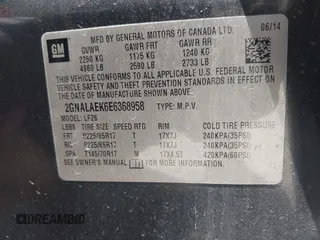 GM
MFD BY GENERAL MOTORS OF CANADA LTD.
06/14
GVWR GAWR FRT GAWR RR
2250 KG 1175 KG 1240 KG
4960 LB 2590 LB 2733 LB
THIS VEHICLE CONFORMS TO ALL APPLICABLE U.S.
FEDERAL MOTOR VEHICLE SAFETY AND
THEFT PREVENTION STANDARDS IN EFFECT ON
THE DATE OF MANUFACTURE SHOWN ABOVE.
2GNALAEK6E6368958 TYPE: M.P.V.
MODEL: LF26
TIRE SIZE SPEED RTG RIM COLD TIRE PRESSURE
FRT P225/65R17 T 17X7J 240KPA(35PSI)
RR P225/65R17 T 17X7J 240KPA(35PSI)
SPA T145/70R17 M 17X4.5T 420KPA(60PSI)
SEE OWNER'S MANUAL
DREAMBID